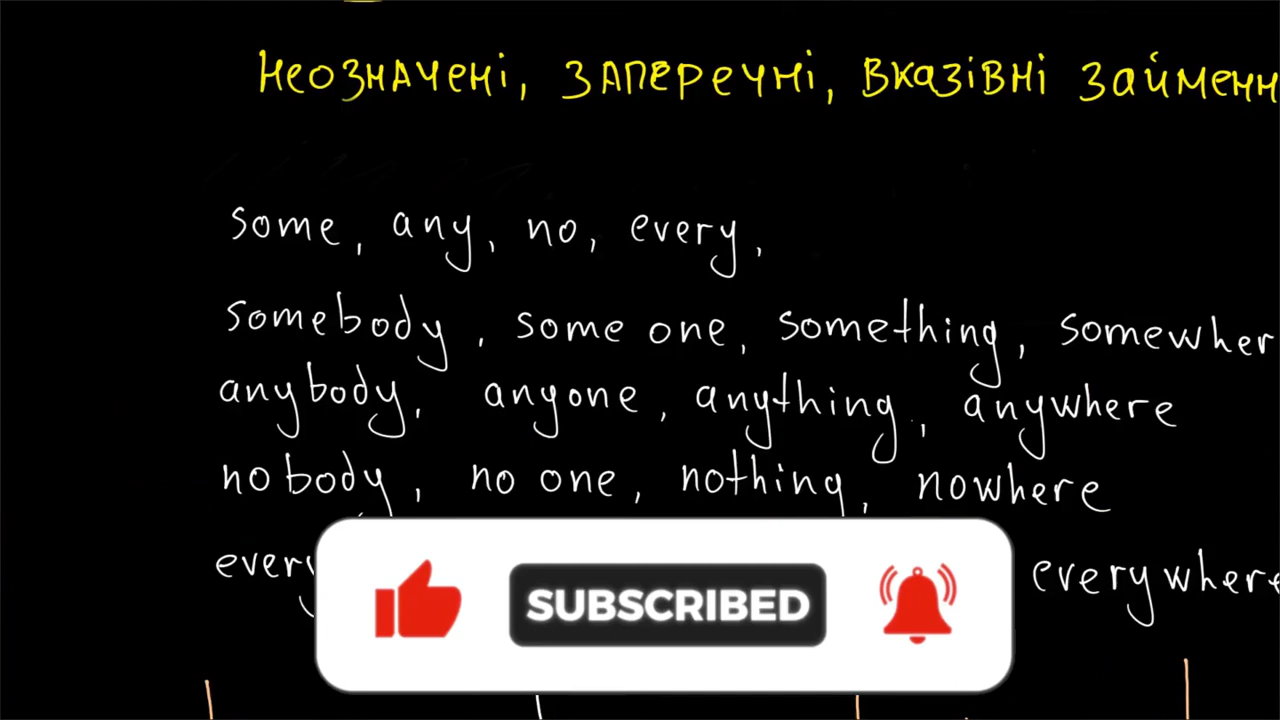 неозначені, заперечні, вказівні займенн
some, any, no, every,
somebody, some one, something, somewher
anybody, anyone, anything, anywhere
nobody, no one, nothing, nowhere
every everywhere
SUBSCRIBED